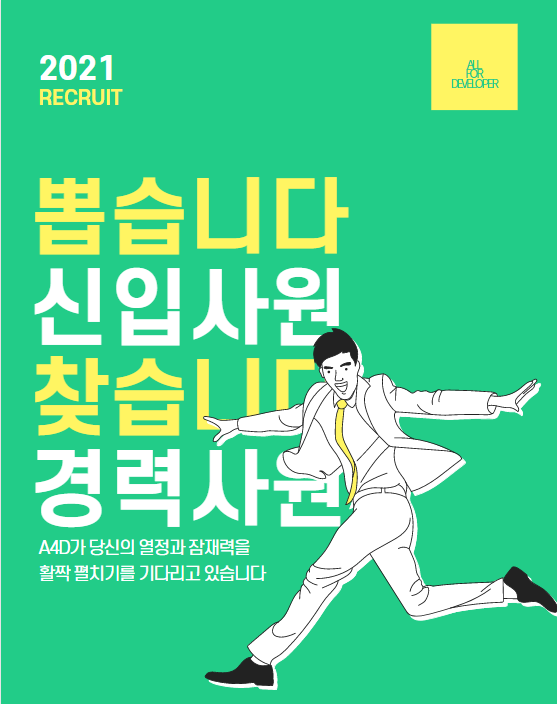 2021
RECRUIT
ALL
FOR
DEVELOPER
뽑습니다
신입사원
찾습니다
경력사원
A4D가 당신의 열정과 잠재력을
활짝 펼치기를 기다리고 있습니다